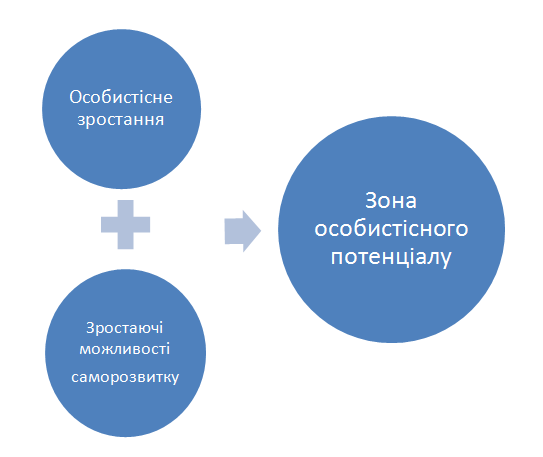 Особистісне
зростання
Зростаючі
можливості
саморозвитку
Зона
особистісного
потенціалу